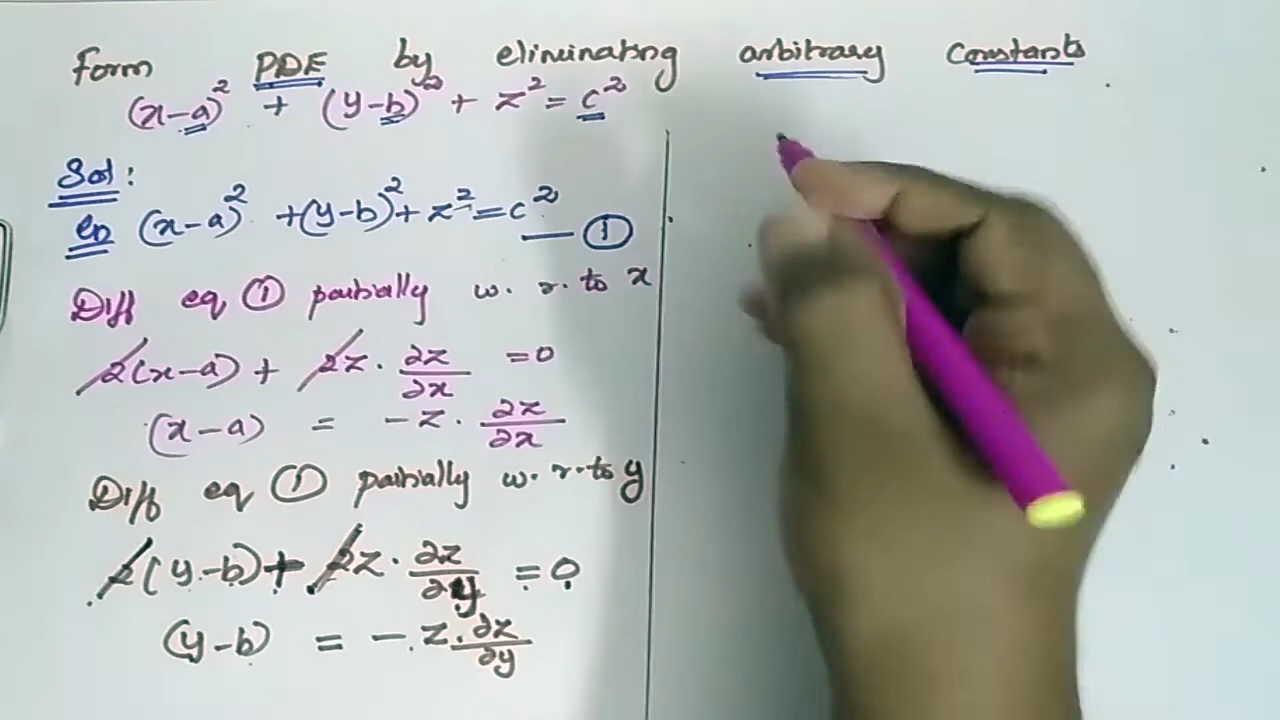 Form PDE by eliminating arbitrary constants
(x-a)² + (y-b)² + z² = c²
Sol:
(x-a)² + (y-b)² + z² = c² — ①
Diff eq ① partially w. r. to x
2(x-a) + 2z · ∂z/∂x = 0
(x-a) = -z · ∂z/∂x
Diff eq ① partially w. r. to y
2(y-b) + 2z · ∂z/∂y = 0
(y-b) = -z · ∂z/∂y